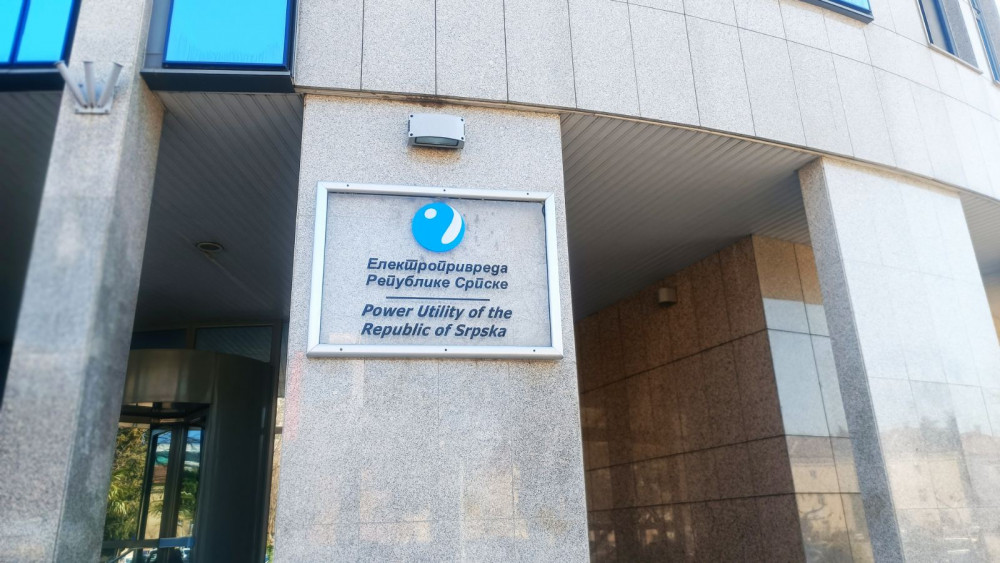 Електропривреда
Републике Српске
Power Utility of the
Republic of Srpska